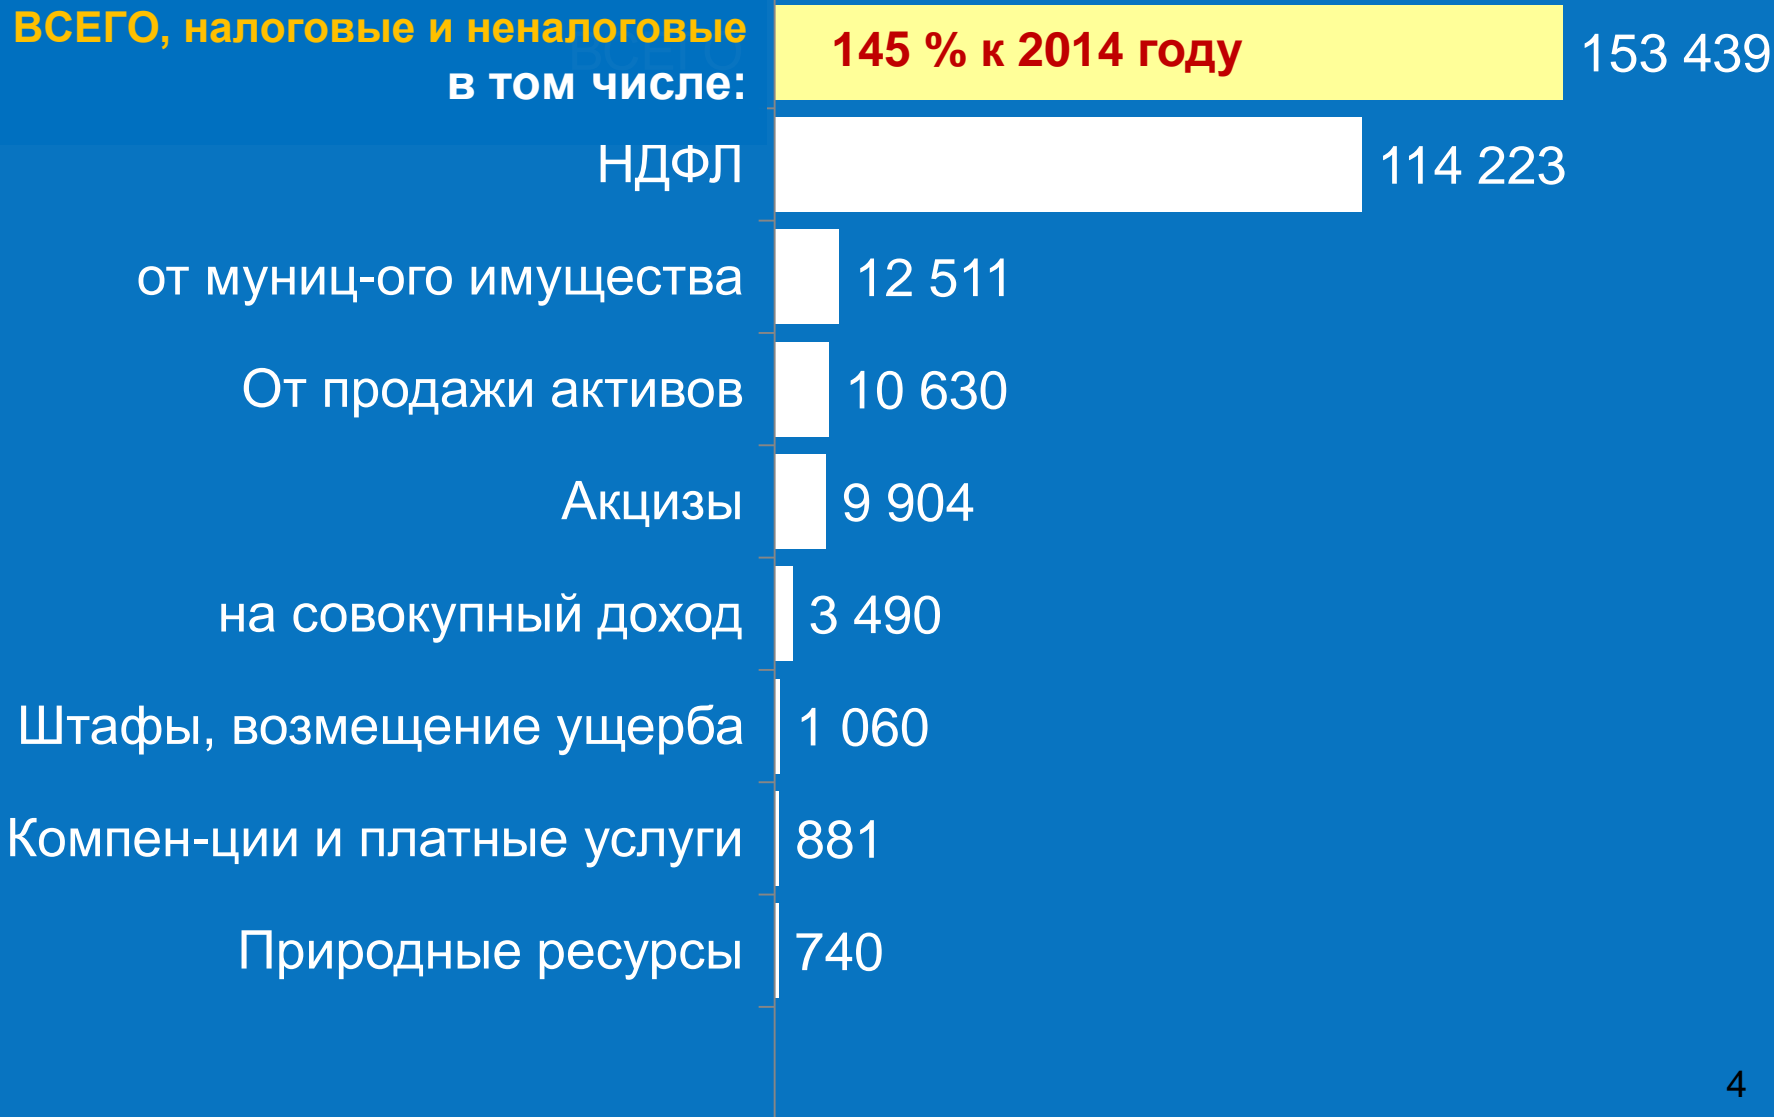 ВСЕГО, налоговые и неналоговые
в том числе:
145 % к 2014 году
153 439
НДФЛ
114 223
от муниц-ого имущества
12 511
От продажи активов
10 630
Акцизы
9 904
на совокупный доход
3 490
Штафы, возмещение ущерба
1 060
Компен-ции и платные услуги
881
Природные ресурсы
740
4